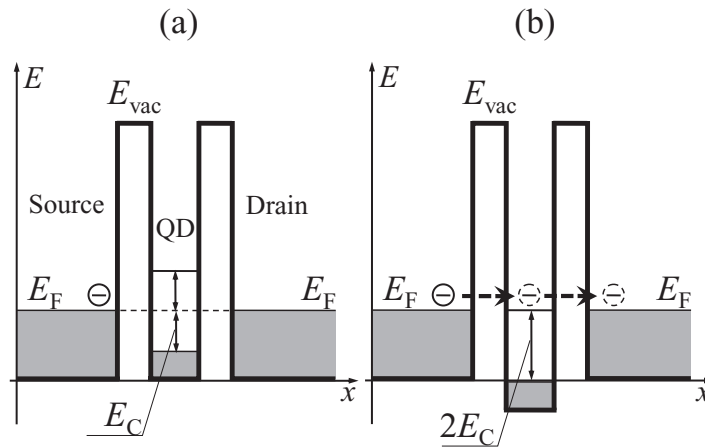 (a)
E
E_vac
Source
QD
Drain
E_F
E_F
x
E_C
(b)
E
E_vac
E_F
E_F
x
2E_C